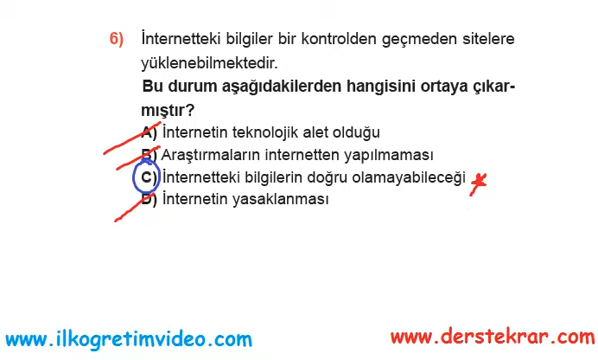 6) İnternetteki bilgiler bir kontrolden geçmeden sitelere
yüklenebilmektedir.
Bu durum aşağıdakilerden hangisini ortaya çıkar-
mıştır?
A) İnternetin teknolojik alet olduğu
B) Araştırmaların internetten yapılmaması
C) İnternetteki bilgilerin doğru olamayabileceği
D) İnternetin yasaklanması
www.ilkogretimvideo.com www.derstekrar.com